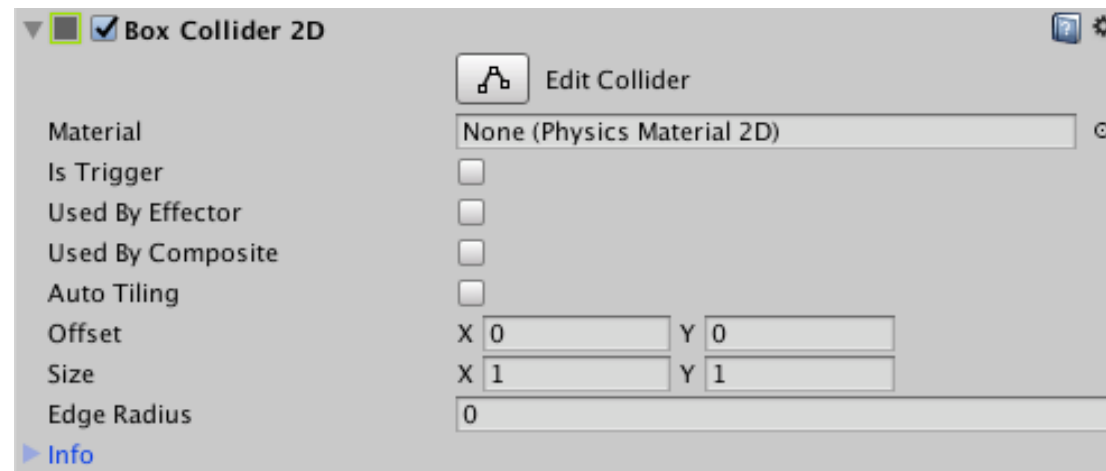 Box Collider 2D
Edit Collider
Material None (Physics Material 2D)
Is Trigger
Used By Effector
Used By Composite
Auto Tiling
Offset X 0 Y 0
Size X 1 Y 1
Edge Radius 0
Info